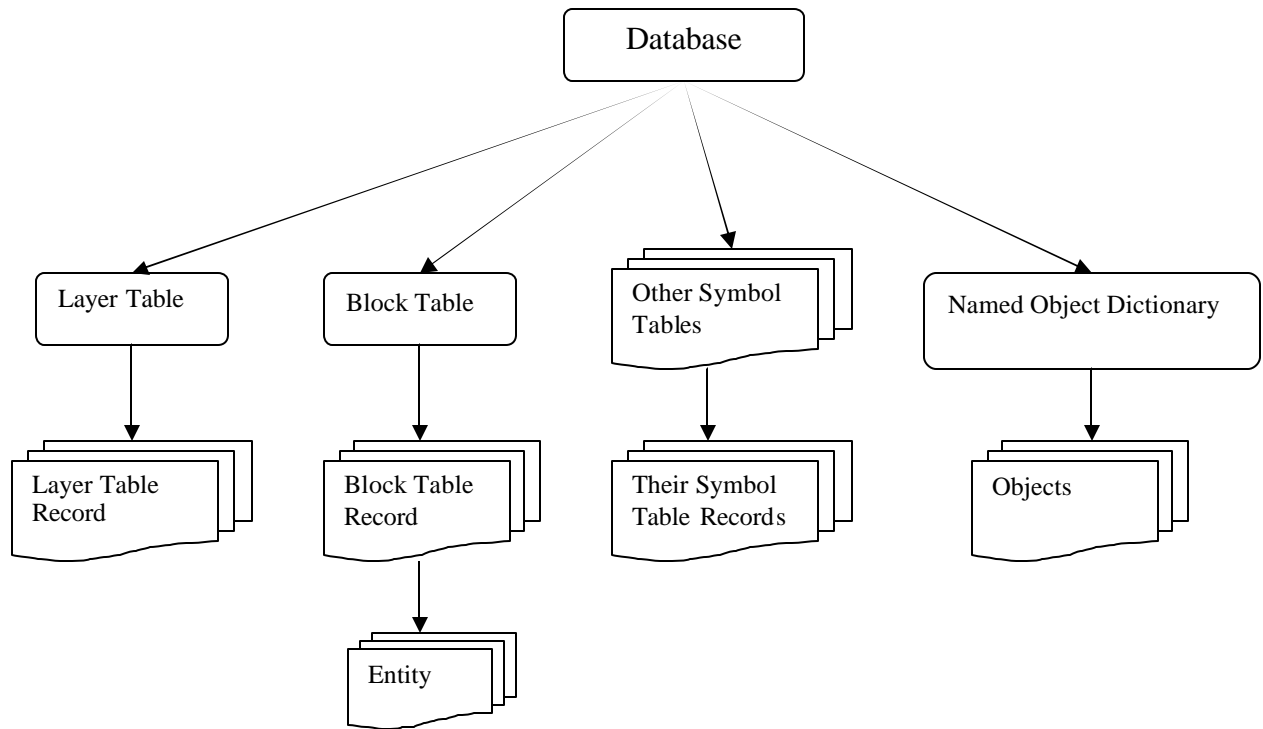 Database
Layer Table
Block Table
Other Symbol
Tables
Named Object Dictionary
Layer Table
Record
Block Table
Record
Their Symbol
Table Records
Objects
Entity